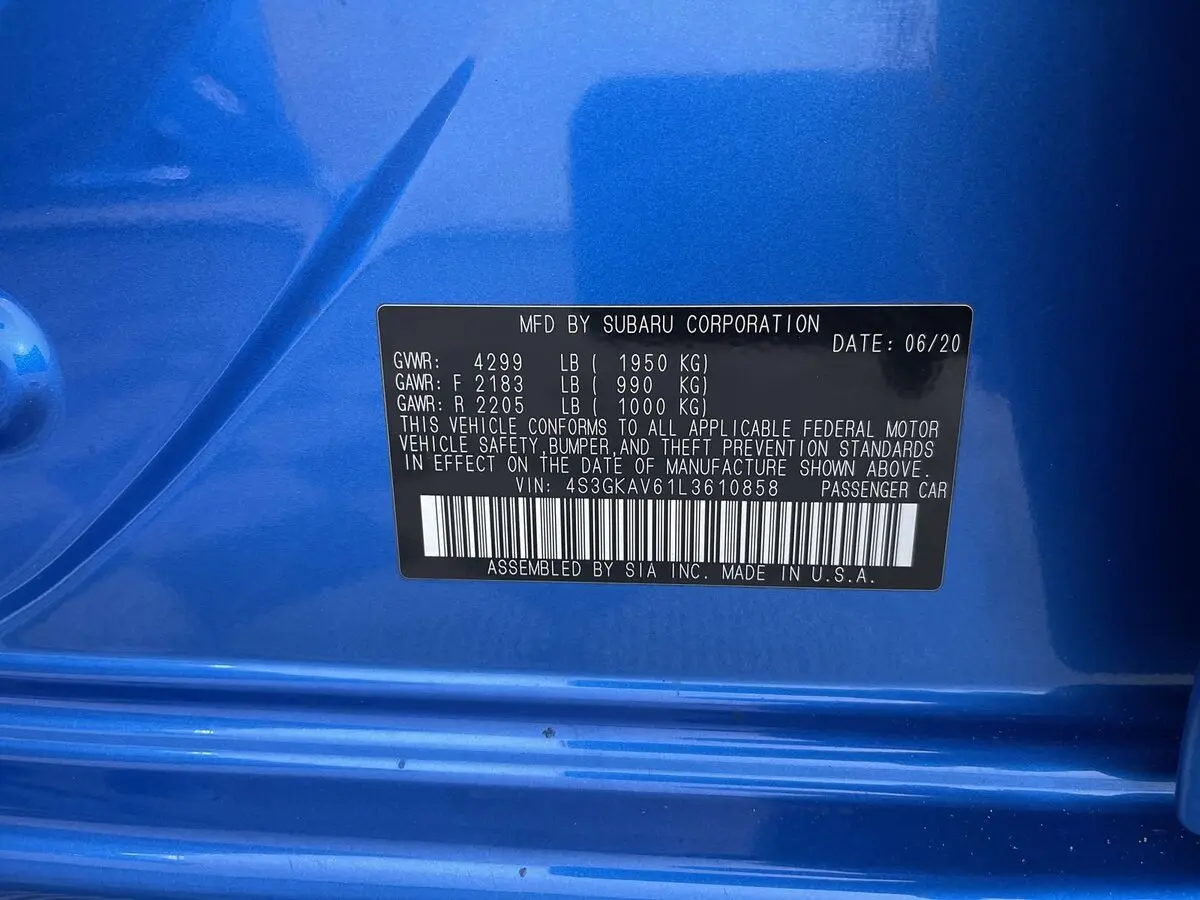 MFD BY SUBARU CORPORATION
DATE: 06/20
GVWR: 4299 LB ( 1950 KG)
GAWR: F 2183 LB ( 990 KG)
GAWR: R 2205 LB ( 1000 KG)
THIS VEHICLE CONFORMS TO ALL APPLICABLE FEDERAL MOTOR
VEHICLE SAFETY,BUMPER,AND THEFT PREVENTION STANDARDS
IN EFFECT ON THE DATE OF MANUFACTURE SHOWN ABOVE.
VIN: 4S3GKAV61L3610858 PASSENGER CAR
ASSEMBLED BY SIA INC. MADE IN U.S.A.